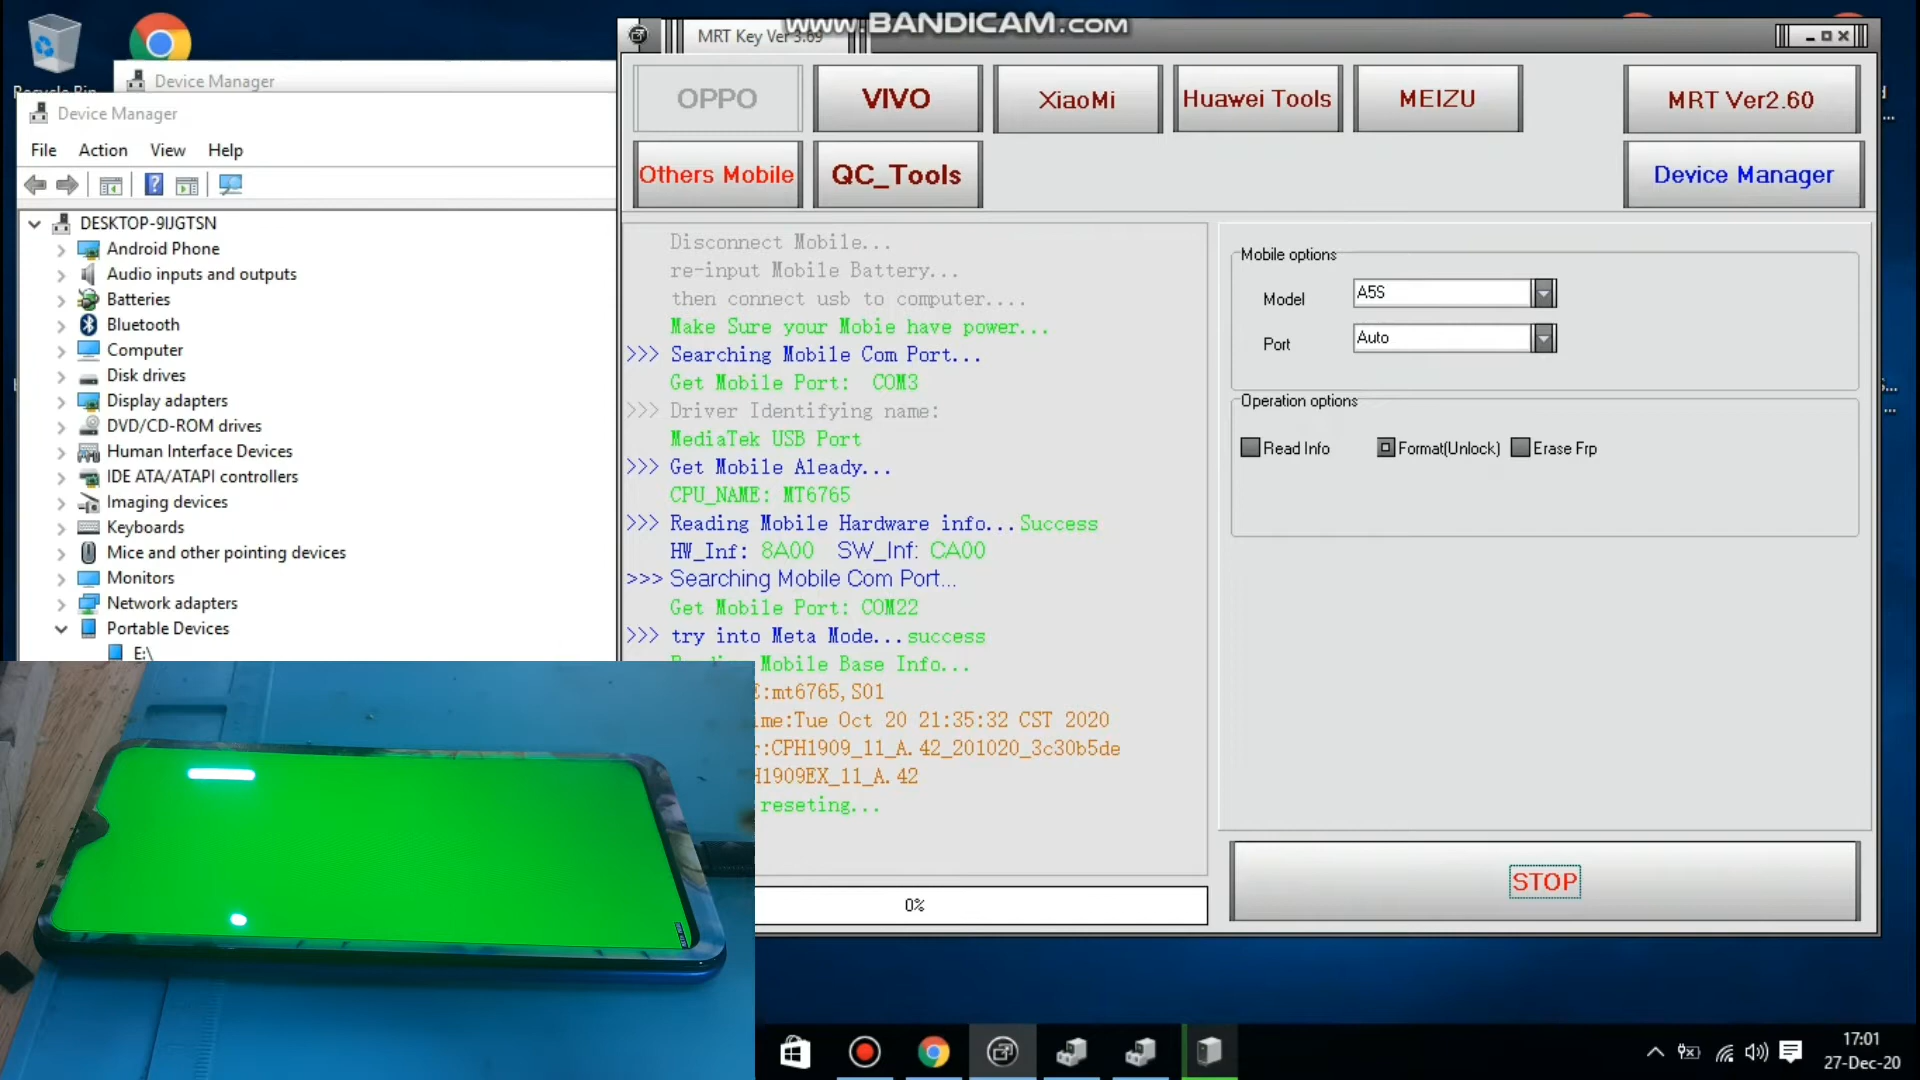 www.BANDICAM.com
MRT Key Ver 3.69
Device Manager
Device Manager
File Action View Help
DESKTOP-9IJGTSN
Android Phone
Audio inputs and outputs
Batteries
Bluetooth
Computer
Disk drives
Display adapters
DVD/CD-ROM drives
Human Interface Devices
IDE ATA/ATAPI controllers
Imaging devices
Keyboards
Mice and other pointing devices
Monitors
Network adapters
Portable Devices
E:\
OPPO VIVO XiaoMi Huawei Tools MEIZU MRT Ver2.60
Others Mobile QC_Tools Device Manager
Disconnect Mobile...
re-input Mobile Battery...
then connect usb to computer....
Make Sure your Mobie have power...
>>> Searching Mobile Com Port...
Get Mobile Port: COM3
>>> Driver Identifying name:
MediaTek USB Port
>>> Get Mobile Aleady...
CPU_NAME: MT6765
>>> Reading Mobile Hardware info...Success
HW_Inf: 8A00 SW_Inf: CA00
>>> Searching Mobile Com Port...
Get Mobile Port: COM22
>>> try into Meta Mode...success
Mobile Base Info...
E:mt6765,S01
ime:Tue Oct 20 21:35:32 CST 2020
r:CPH1909_11_A.42_201020_3c30b5de
H1909EX_11_A.42
reseting...
0%
Mobile options
Model A5S
Port Auto
Operation options
Read Info Format(Unlock) Erase Frp
STOP
17:01
27-Dec-20